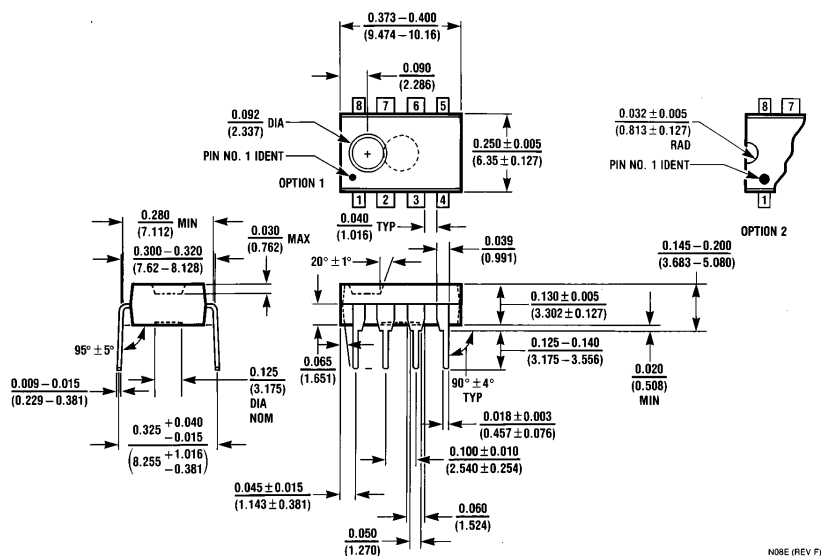 0.373 – 0.400
(9.474 – 10.16)
0.090
(2.286)
8 7 6 5
0.092 DIA
(2.337)
+
PIN NO. 1 IDENT
OPTION 1
0.250 ± 0.005
(6.35 ± 0.127)
1 2 3 4
0.032 ± 0.005
(0.813 ± 0.127)
RAD
PIN NO. 1 IDENT
8 7
1
OPTION 2
0.280 MIN
(7.112)
0.300 – 0.320
(7.62 – 8.128)
0.030 MAX
(0.762)
0.040 TYP
(1.016)
0.039
(0.991)
0.145 – 0.200
(3.683 – 5.080)
20° ± 1°
0.130 ± 0.005
(3.302 ± 0.127)
95° ± 5°
0.125 – 0.140
(3.175 – 3.556)
0.020
(0.508)
MIN
0.065
(1.651)
90° ± 4°
TYP
0.009 – 0.015
(0.229 – 0.381)
0.125
(3.175)
DIA
NOM
0.018 ± 0.003
(0.457 ± 0.076)
0.325 +0.040 -0.015
(8.255 +1.016 -0.381)
0.100 ± 0.010
(2.540 ± 0.254)
0.045 ± 0.015
(1.143 ± 0.381)
0.060
(1.524)
0.050
(1.270)
N08E (REV F)